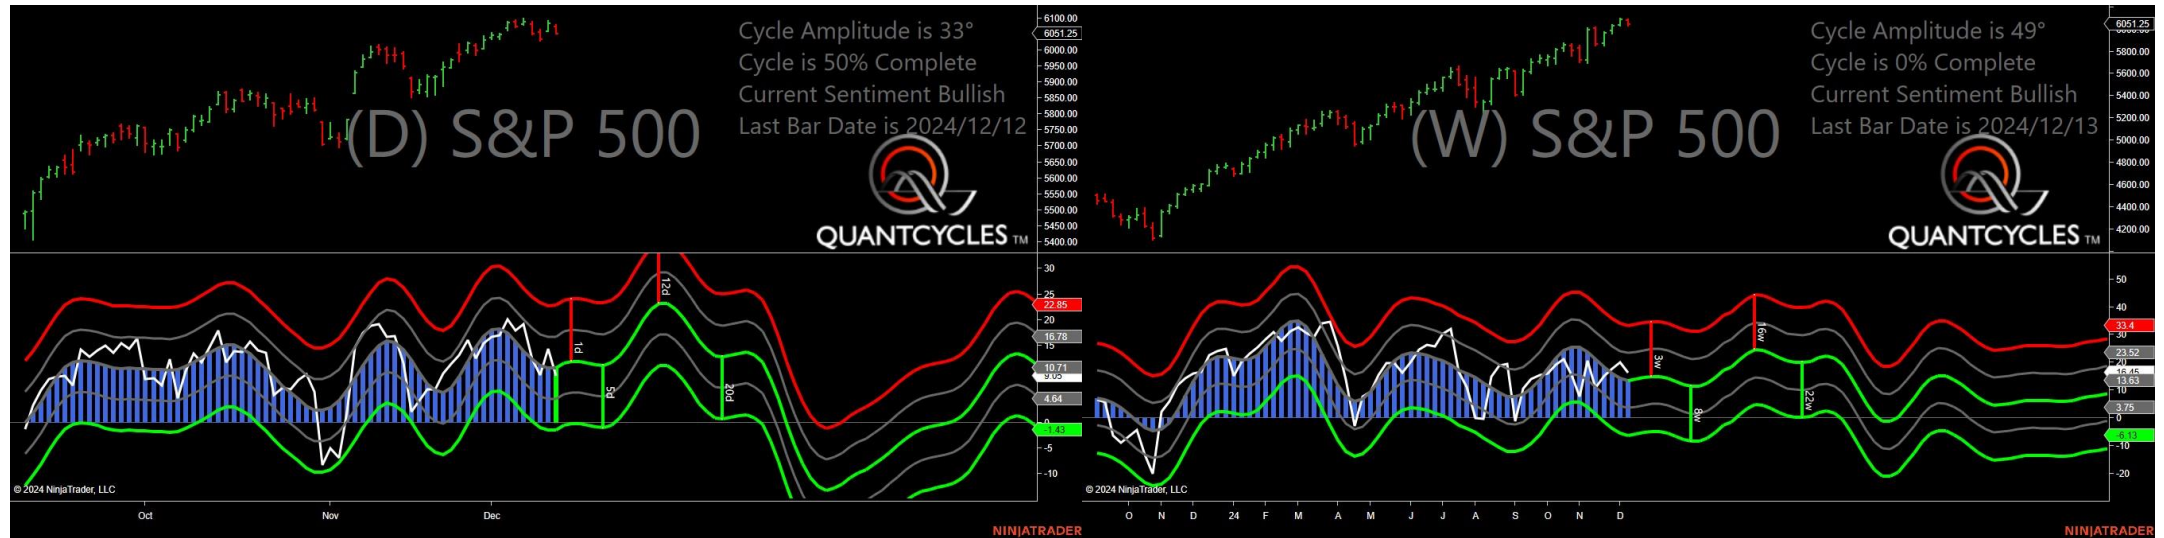 Cycle Amplitude is 33°
Cycle is 50% Complete
Current Sentiment Bullish
Last Bar Date is 2024/12/12
(D) S&P 500
QUANTCYCLES TM
6100.00
6051.25
6000.00
5950.00
5900.00
5850.00
5800.00
5750.00
5700.00
5650.00
5600.00
5550.00
5500.00
5450.00
5400.00
30
25
22.85
20
16.78
15
10.71
9.05
4.64
0
-1.43
-5
-10
1d
5d
12d
20d
© 2024 NinjaTrader, LLC
Oct Nov Dec
NINJATRADER
Cycle Amplitude is 49°
Cycle is 0% Complete
Current Sentiment Bullish
Last Bar Date is 2024/12/13
(W) S&P 500
QUANTCYCLES TM
6051.25
5800.00
5600.00
5400.00
5200.00
5000.00
4800.00
4600.00
4400.00
4200.00
50
40
33.4
30
23.52
20
16.45
13.63
10
3.75
0
-6.13
-10
-20
3w
8w
16w
22w
© 2024 NinjaTrader, LLC
O N D 24 F M A M J J A S O N D
NINJATRADER